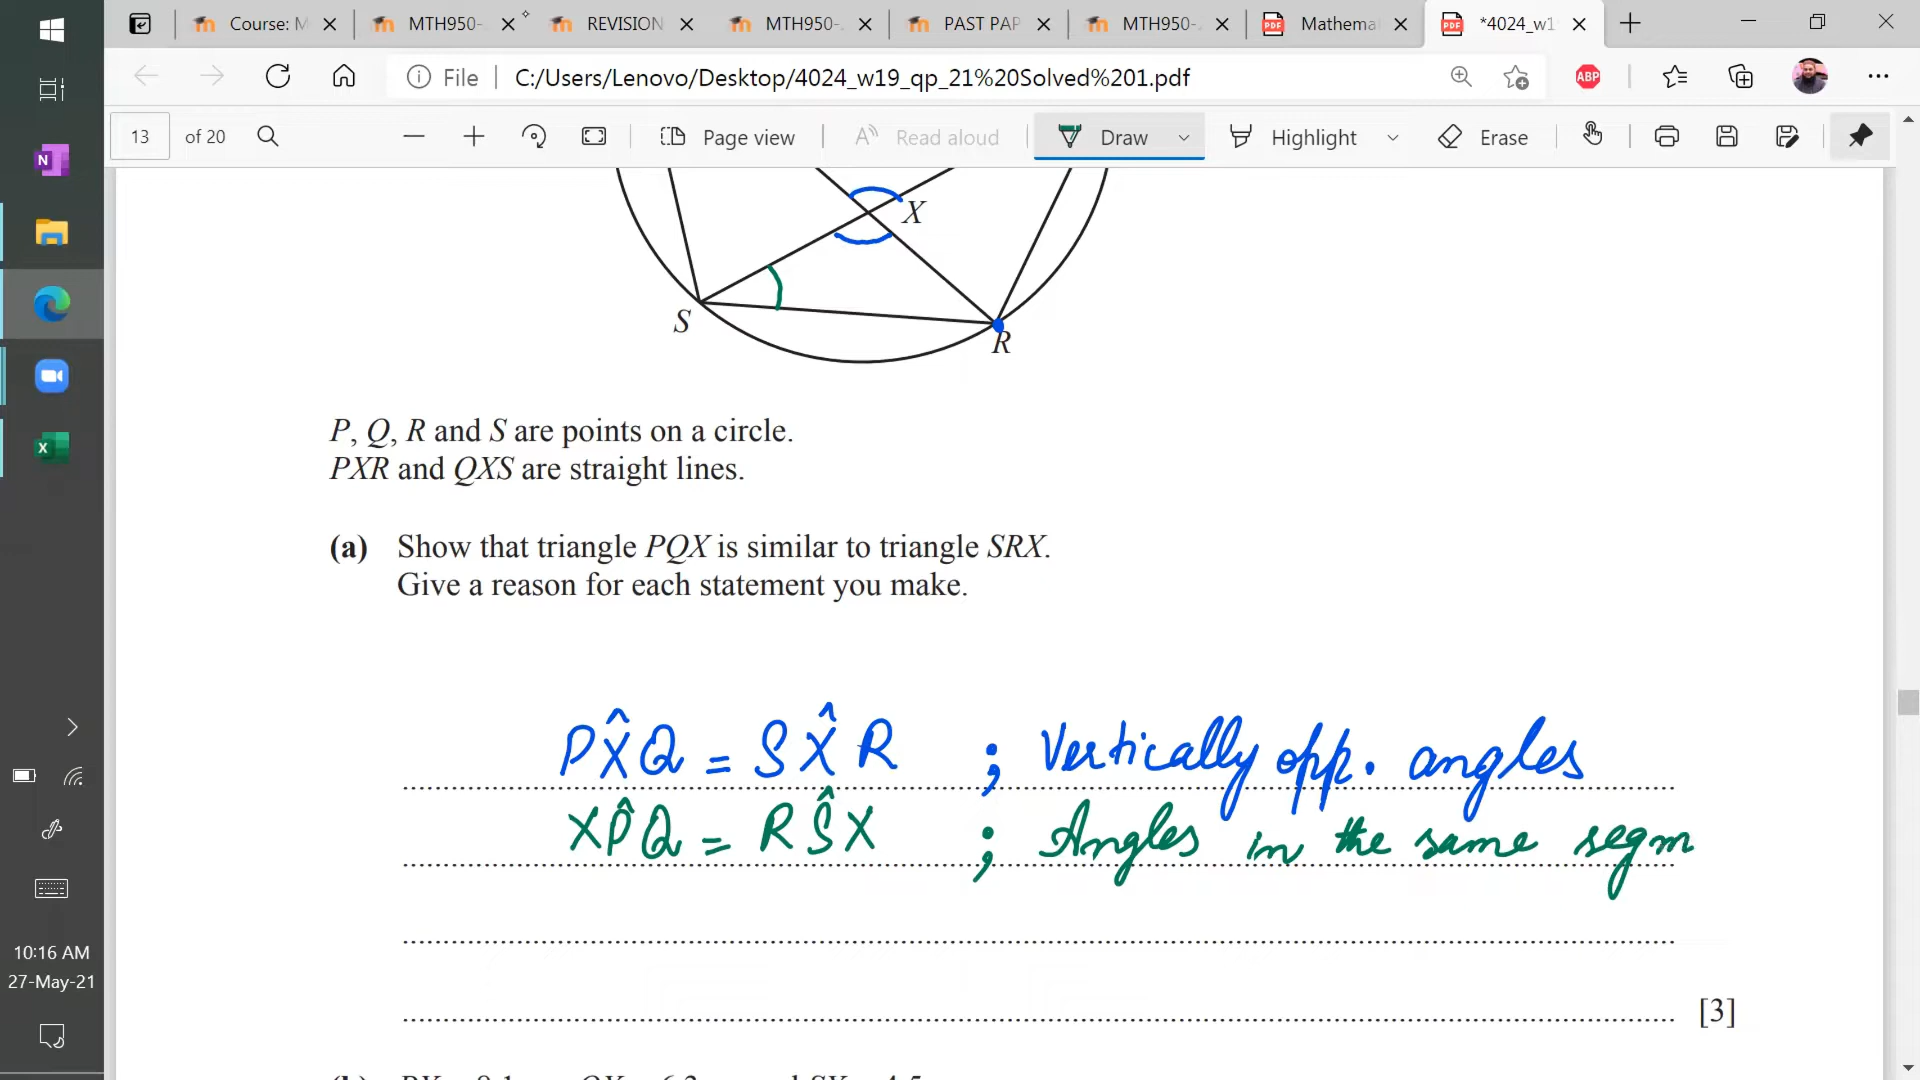 Course: M
MTH950-
REVISION
MTH950-
PAST PAP
MTH950-
Mathema
*4024_w1
File
C:/Users/Lenovo/Desktop/4024_w19_qp_21%20Solved%201.pdf
ABP
13 of 20
Page view
Read aloud
Draw
Highlight
Erase
X
S
R
P, Q, R and S are points on a circle.
PXR and QXS are straight lines.
(a) Show that triangle PQX is similar to triangle SRX.
Give a reason for each statement you make.
PX̂Q = SX̂R ; Vertically opp. angles
XP̂Q = RŜX ; Angles in the same segm
[3]
10:16 AM
27-May-21